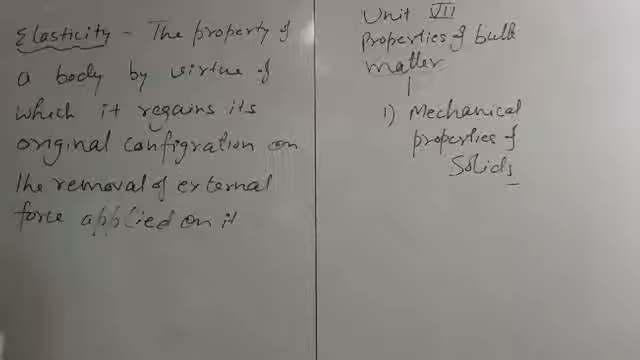 Elasticity - The property of
a body by virtue of
which it regains its
original configration on
the removal of external
force applied on it
Unit VII
Properties of bulk
matter
1) Mechanical
properties of
Solids